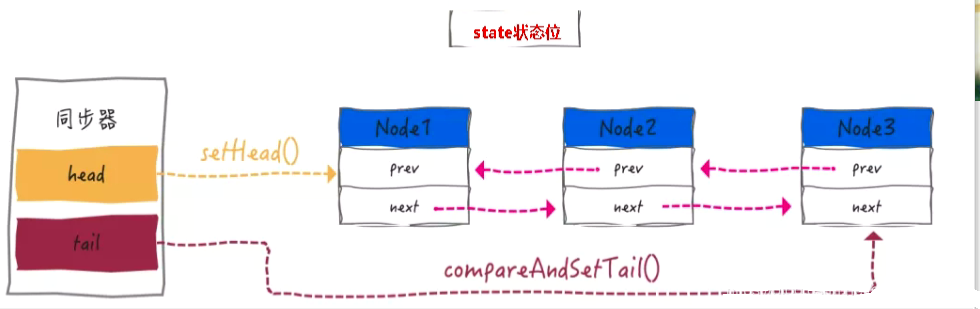 state状态位
同步器
head
tail
setHead()
Node1
prev
next
Node2
prev
next
Node3
prev
next
compareAndSetTail()